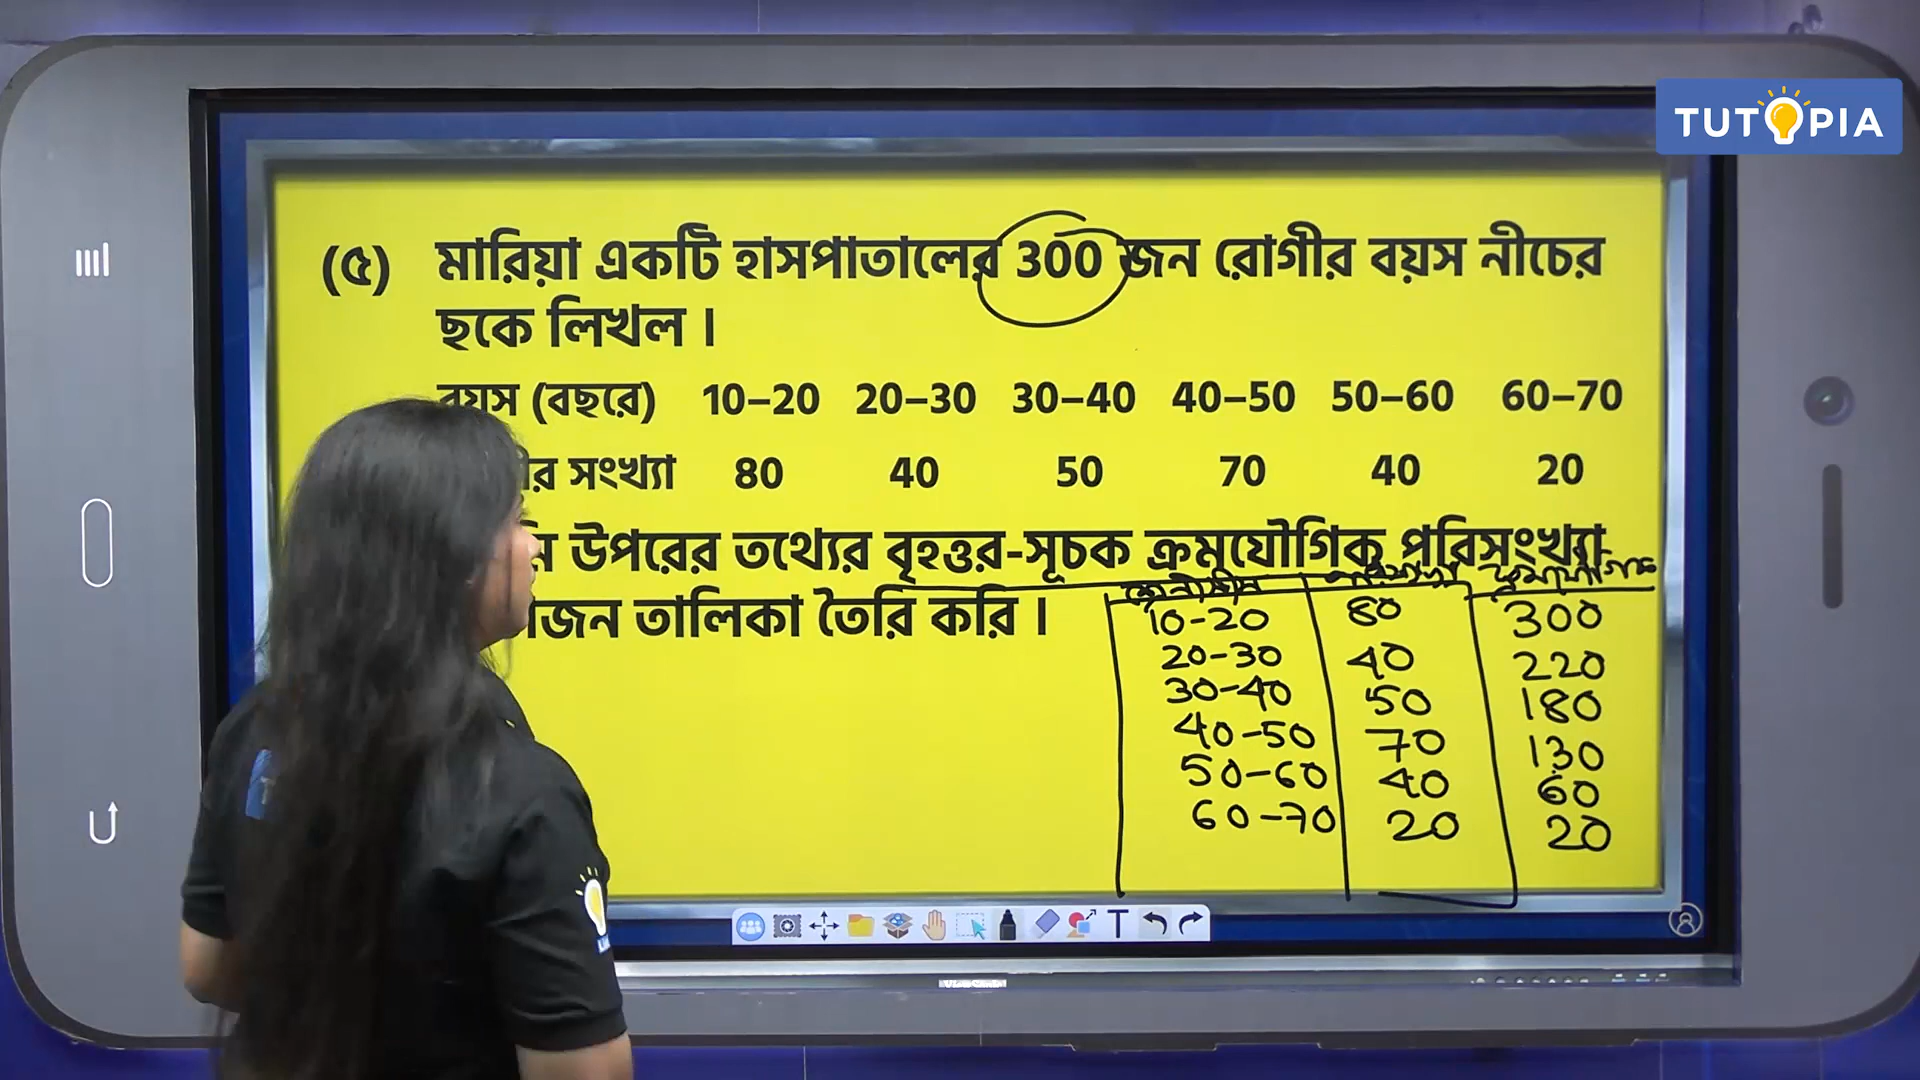 TUTOPIA
(৫) মারিয়া একটি হাসপাতালের 300 জন রোগীর বয়স নীচের
ছকে লিখল ।
বয়স (বছরে) 10–20 20–30 30–40 40–50 50–60 60–70
সংখ্যা 80 40 50 70 40 20
উপরের তথ্যের বৃহত্তর-সূচক ক্রমযৌগিক পরিসংখ্যা
তালিকা তৈরি করি ।
10-20 80 300
20-30 40 220
30-40 50 180
40-50 70 130
50-60 40 60
60-70 20 20